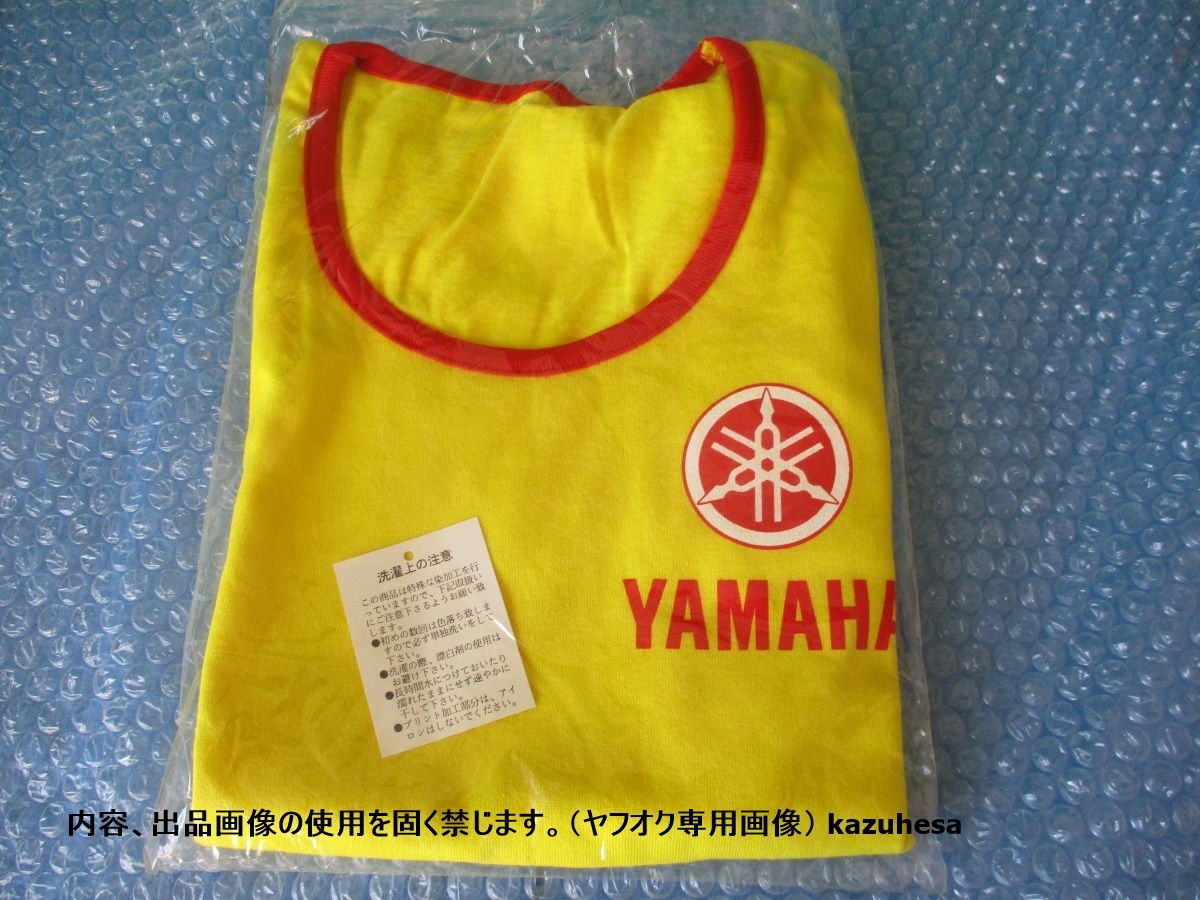 YAMAHA
洗濯上の注意
この商品は特殊な染加工を行
っていますので、下記取扱い
にご注意下さるようお願い致
します。
●初めの数回は色落ち致しま
すので必ず単独洗いをして
下さい。
●洗濯の際、漂白剤の使用は
お避け下さい。
●長時間水につけておいたり
濡れたままにせず速やかに
干して下さい。
●プリント加工部分は、アイ
ロンはしないでください。
内容、出品画像の使用を固く禁じます。(ヤフオク専用画像) kazuhesa